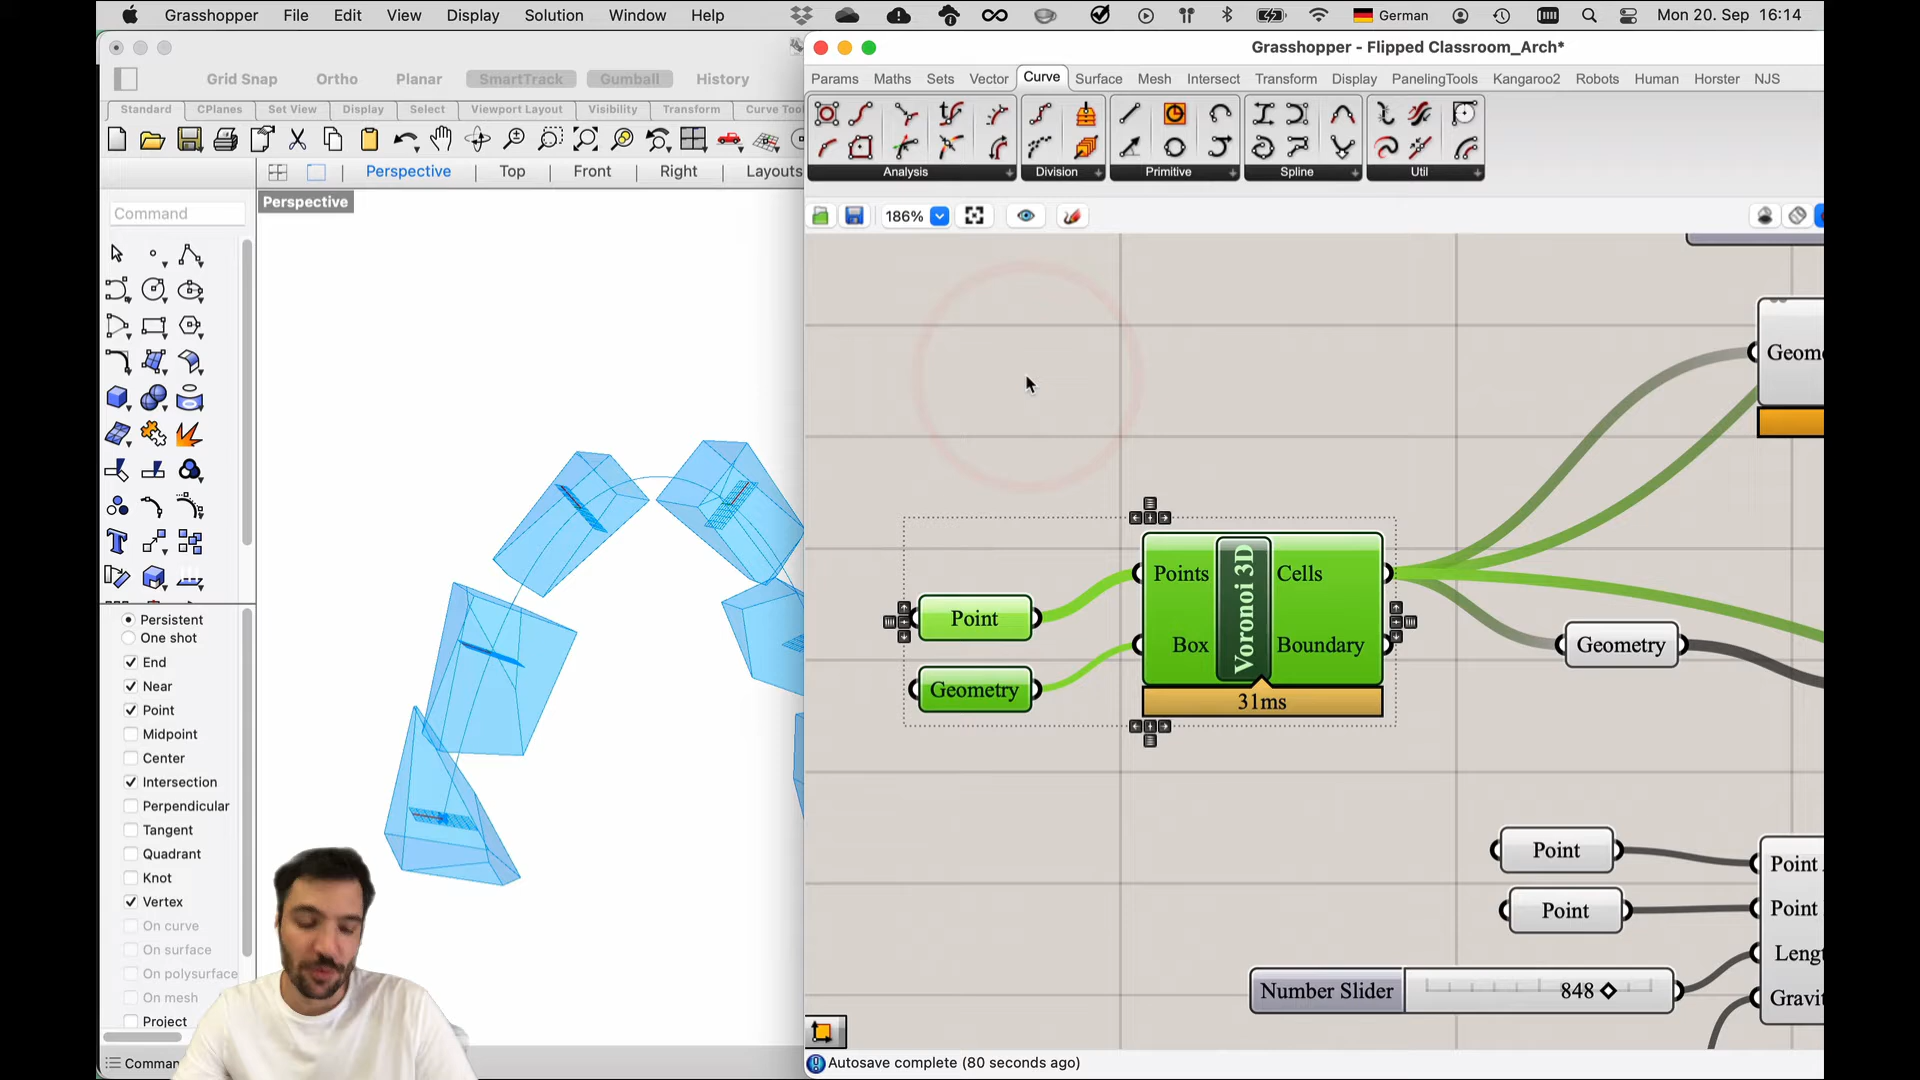 Grasshopper File Edit View Display Solution Window Help German Mon 20. Sep 16:14
Grasshopper - Flipped Classroom_Arch*
Grid Snap Ortho Planar SmartTrack Gumball History
Params Maths Sets Vector Curve Surface Mesh Intersect Transform Display PanelingTools Kangaroo2 Robots Human Horster NJS
Standard CPlanes Set View Display Select Viewport Layout Visibility Transform Curve Too
Analysis Division Primitive Spline Util
Perspective Top Front Right Layouts
Perspective
Command
186%
Geome
Points
Box
Voronoi 3D
Cells
Boundary
31ms
Point
Geometry
Geometry
Persistent
One shot
End
Near
Point
Midpoint
Center
Intersection
Perpendicular
Tangent
Quadrant
Knot
Vertex
On curve
On surface
On polysurface
On mesh
Project
Comman
Point
Point
Point
Point
Lengt
Gravit
Number Slider 848
Autosave complete (80 seconds ago)